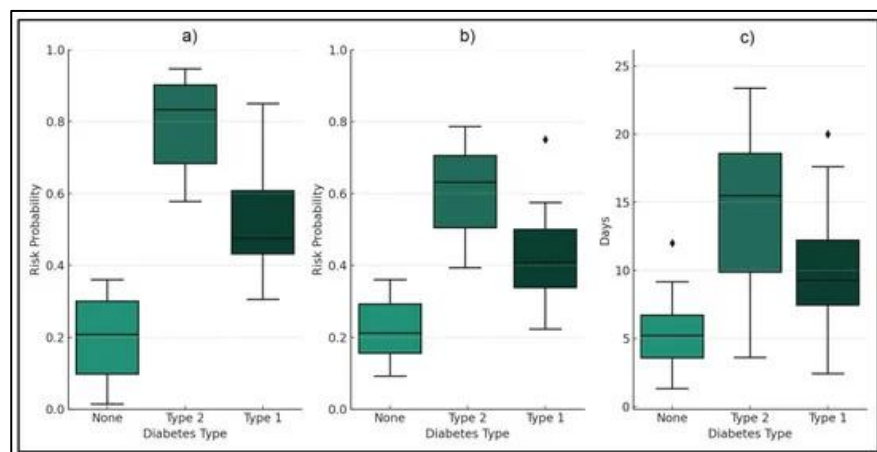 a)
1.0
0.8
0.6
0.4
0.2
0.0
Risk Probability
None Type 2 Type 1
Diabetes Type
b)
1.0
0.8
0.6
0.4
0.2
0.0
Risk Probability
None Type 2 Type 1
Diabetes Type
c)
25
20
15
10
5
0
Days
None Type 2 Type 1
Diabetes Type